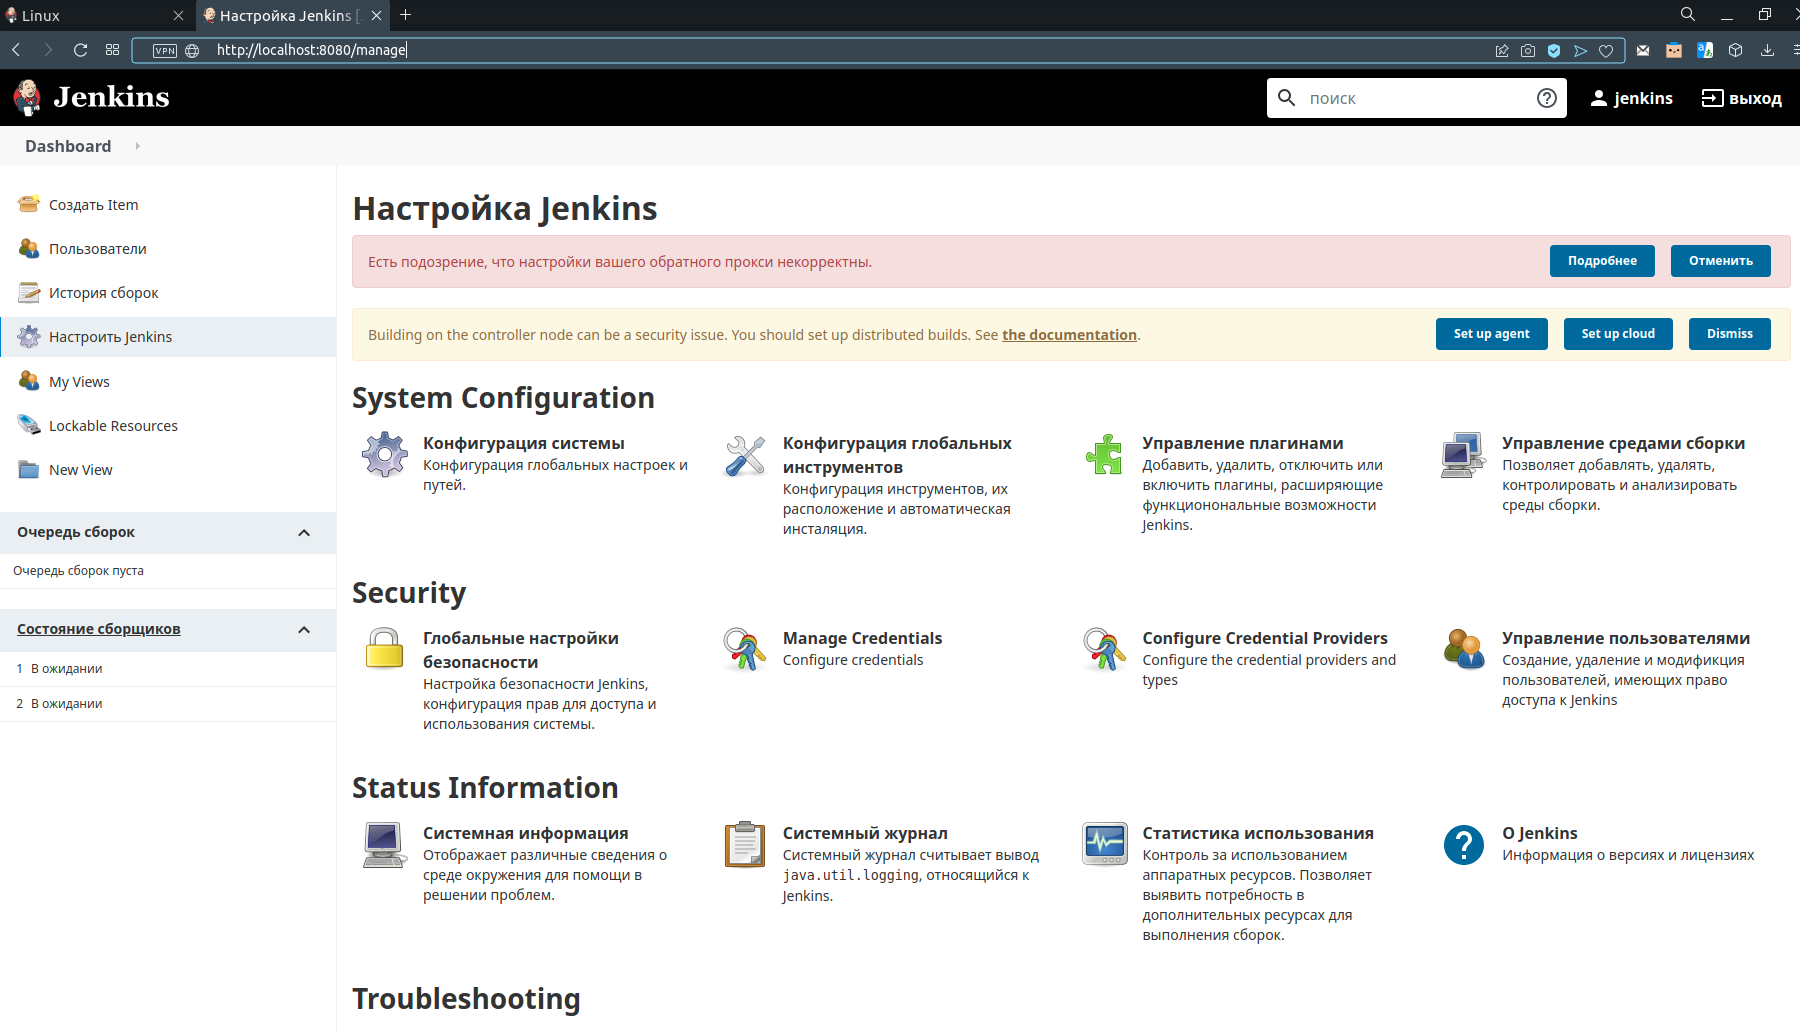 Linux
Настройка Jenkins [
VPN http://localhost:8080/manage
Jenkins
поиск
jenkins
выход
Dashboard
Создать Item
Пользователи
История сборок
Настроить Jenkins
My Views
Lockable Resources
New View
Очередь сборок
Очередь сборок пуста
Состояние сборщиков
1 В ожидании
2 В ожидании
Настройка Jenkins
Есть подозрение, что настройки вашего обратного прокси некорректны.
Подробнее
Отменить
Building on the controller node can be a security issue. You should set up distributed builds. See the documentation.
Set up agent
Set up cloud
Dismiss
System Configuration
Конфигурация системы
Конфигурация глобальных настроек и
путей.
Конфигурация глобальных
инструментов
Конфигурация инструментов, их
расположение и автоматическая
инсталяция.
Управление плагинами
Добавить, удалить, отключить или
включить плагины, расширяющие
функциональные возможности
Jenkins.
Управление средами сборки
Позволяет добавлять, удалять,
контролировать и анализировать
среды сборки.
Security
Глобальные настройки
безопасности
Настройка безопасности Jenkins,
конфигурация прав для доступа и
использования системы.
Manage Credentials
Configure credentials
Configure Credential Providers
Configure the credential providers and
types
Управление пользователями
Создание, удаление и модификция
пользователей, имеющих право
доступа к Jenkins
Status Information
Системная информация
Отображает различные сведения о
среде окружения для помощи в
решении проблем.
Системный журнал
Системный журнал считывает вывод
java.util.logging, относящийся к
Jenkins.
Статистика использования
Контроль за использованием
аппаратных ресурсов. Позволяет
выявить потребность в
дополнительных ресурсах для
выполнения сборок.
О Jenkins
Информация о версиях и лицензиях
Troubleshooting